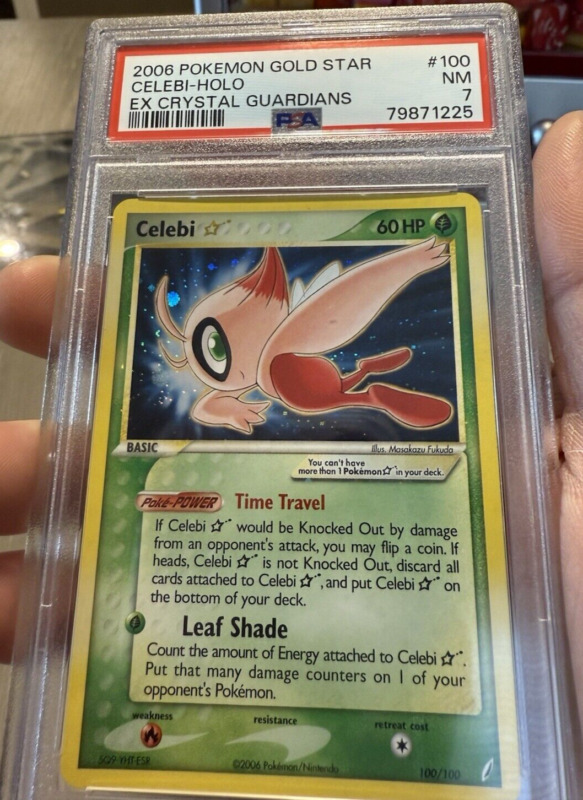 2006 POKEMON GOLD STAR #100
CELEBI-HOLO NM
EX CRYSTAL GUARDIANS 7
PSA 79871225
Celebi ☆ 60 HP
BASIC Illus. Masakazu Fukuda
You can't have
more than 1 Pokémon ☆ in your deck.
Poké-POWER Time Travel
If Celebi ☆ would be Knocked Out by damage
from an opponent's attack, you may flip a coin. If
heads, Celebi ☆ is not Knocked Out, discard all
cards attached to Celebi ☆, and put Celebi ☆ on
the bottom of your deck.
Leaf Shade
Count the amount of Energy attached to Celebi ☆.
Put that many damage counters on 1 of your
opponent's Pokémon.
weakness resistance retreat cost
SQ9 YHT-ESR ©2006 Pokémon/Nintendo 100/100